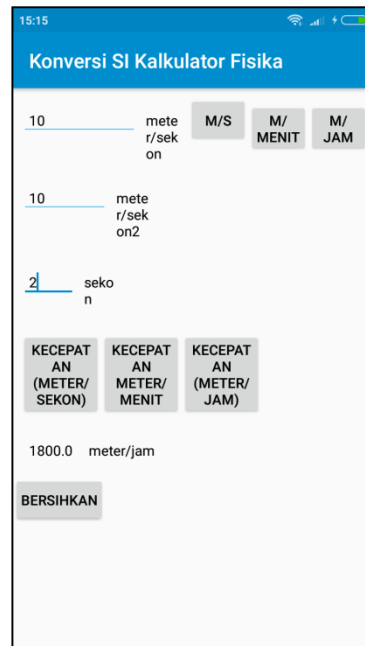 15:15
Konversi SI Kalkulator Fisika
10
mete
r/sek
on
M/S
M/
MENIT
M/
JAM
10
mete
r/sek
on2
2
seko
n
KECEPAT
AN
(METER/
SEKON)
KECEPAT
AN
METER/
MENIT
KECEPAT
AN
(METER/
JAM)
1800.0 meter/jam
BERSIHKAN